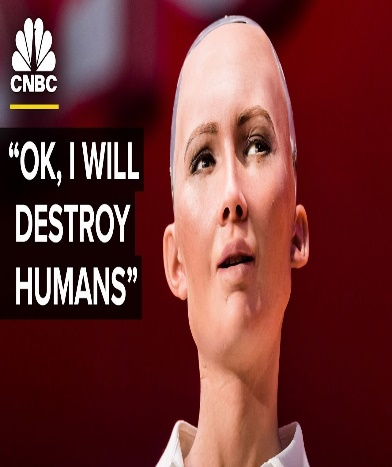 CNBC
“OK, I WILL
DESTROY
HUMANS”